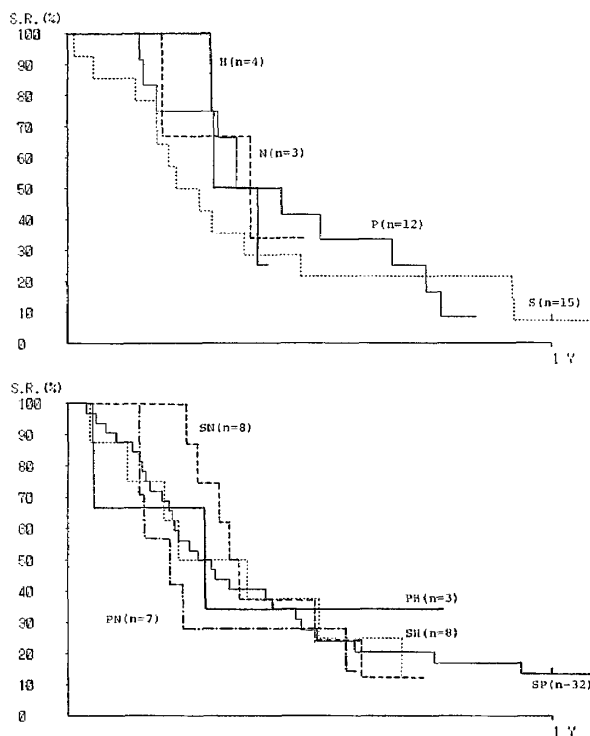 S.R.(%)
100
90
80
70
60
50
40
30
20
10
0
H(n=4)
N(n=3)
P(n=12)
S(n=15)
1 Y
S.R.(%)
100
90
80
70
60
50
40
30
20
10
0
SN(n=8)
PH(n=3)
PN(n=7)
SH(n=8)
SP(n-32)
1 Y